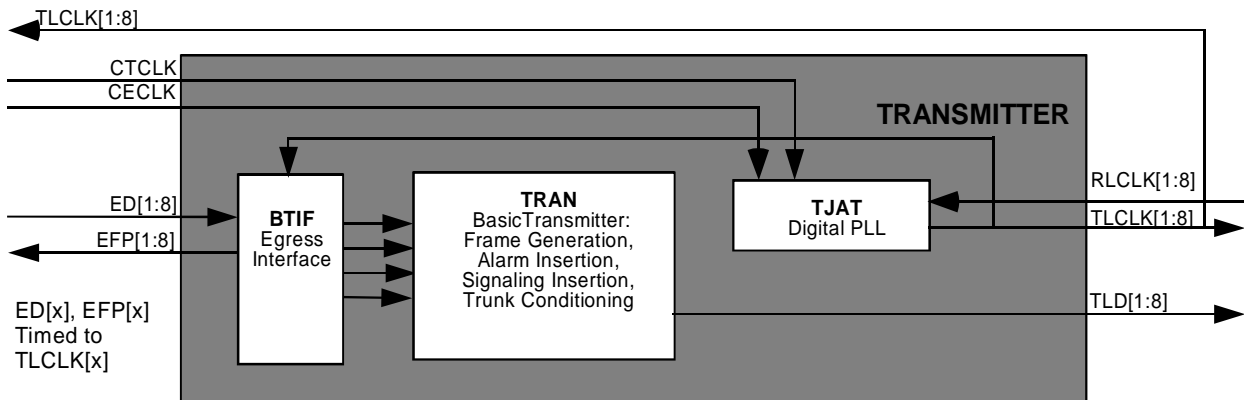 TLCLK[1:8]
CTCLK
CECLK
TRANSMITTER
ED[1:8]
EFP[1:8]
BTIF
Egress
Interface
TRAN
BasicTransmitter:
Frame Generation,
Alarm Insertion,
Signaling Insertion,
Trunk Conditioning
TJAT
Digital PLL
RLCLK[1:8]
TLCLK[1:8]
TLD[1:8]
ED[x], EFP[x]
Timed to
TLCLK[x]